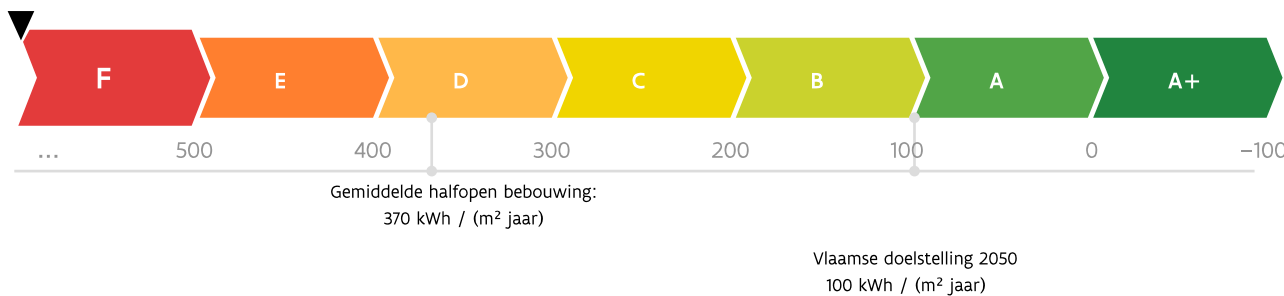 F E D C B A A+
... 500 400 300 200 100 0 −100
Gemiddelde halfopen bebouwing:
370 kWh / (m² jaar)
Vlaamse doelstelling 2050
100 kWh / (m² jaar)